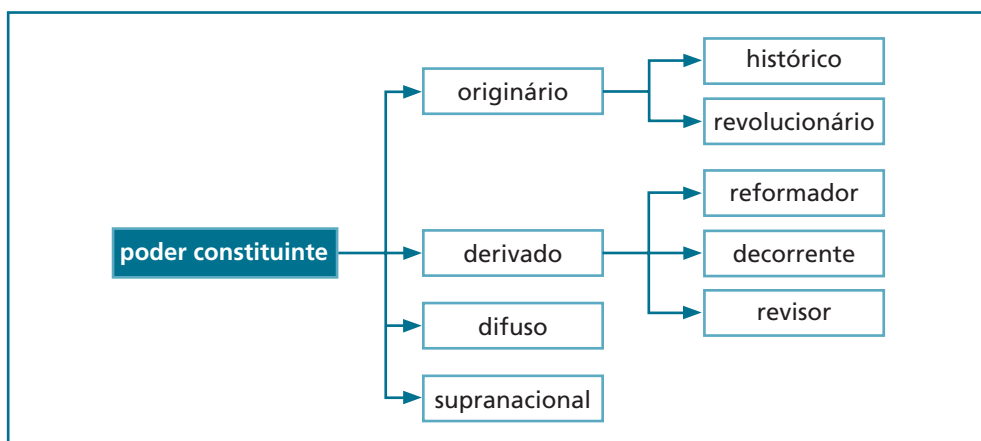 poder constituinte
originário
histórico
revolucionário
derivado
reformador
decorrente
revisor
difuso
supranacional